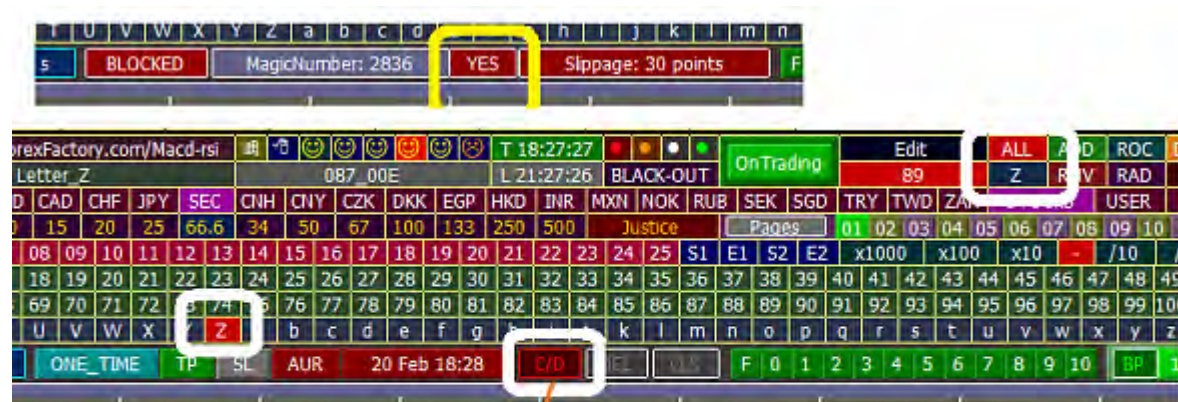 T U V W X Y Z a b c d h i j k l m n
s BLOCKED MagicNumber: 2836 YES Slippage: 30 points F
orexFactory.com/Macd-rsi T 18:27:27 OnTrading Edit ALL ADD ROC
Letter_Z 087_00E L 21:27:26 BLACK-OUT 89 Z RMV RAD
D CAD CHF JPY SEC CNH CNY CZK DKK EGP HKD INR MXN NOK RUB SEK SGD TRY TWD ZAR USER
15 20 25 66.6 34 50 67 100 133 250 500 Justice Pages 01 02 03 04 05 06 07 08 09 10
08 09 10 11 12 13 14 15 16 17 18 19 20 21 22 23 24 25 S1 E1 S2 E2 x1000 x100 x10 - /10
18 19 20 21 22 23 24 25 26 27 28 29 30 31 32 33 34 35 36 37 38 39 40 41 42 43 44 45 46 47 48 49
69 70 71 72 73 74 75 76 77 78 79 80 81 82 83 84 85 86 87 88 89 90 91 92 93 94 95 96 97 98 99 100
U V W X Y Z b c d e f g k l m n o p q r s t u v w x y z
ONE_TIME TP SL AUR 20 Feb 18:28 C/D DEL F 0 1 2 3 4 5 6 7 8 9 10 BP 1